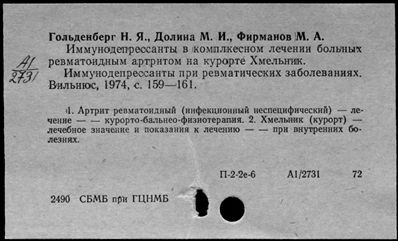 Гольденберг Н. Я., Долина М. И., Фирманов М. А.
Иммунодепрессанты в комплексном лечении больных
ревматоидным артритом на курорте Хмельник.
А1/
2731
Иммунодепрессанты при ревматических заболеваниях.
Вильнюс, 1974, с. 159—161.
1. Артрит ревматоидный (инфекционный неспецифический) — ле-
чение — — курорто-бальнео-физиотерапия. 2. Хмельник (курорт) —
лечебное значение и показания к лечению — — при внутренних бо-
лезнях.
П-2-2е-6 А1/2731 72
2490 СБМБ при ГЦНМБ